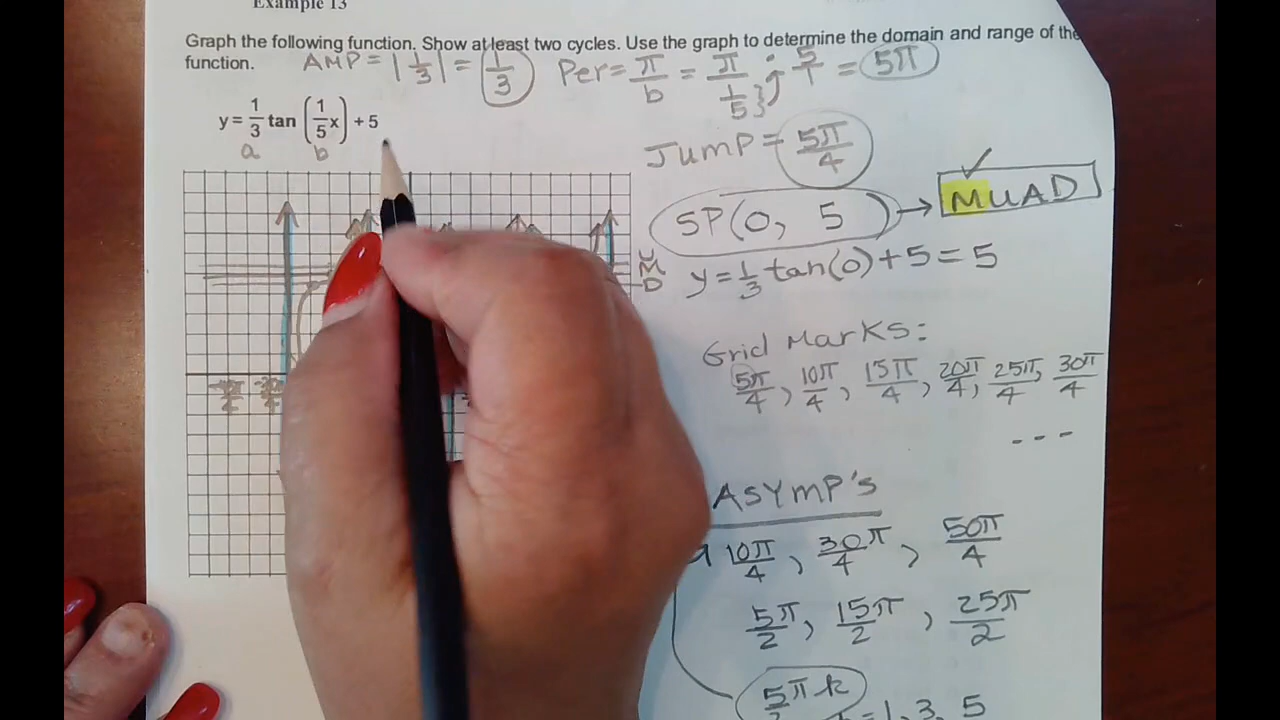 Example 13
Graph the following function. Show at least two cycles. Use the graph to determine the domain and range of the
function.
AMP = |1/3| = 1/3
Per = π/b = π/(1/5) ; 5/1 = 5π
y = 1/3 tan (1/5 x) + 5
a b
Jump = 5π/4
SP(0, 5) → MUAD
y = 1/3 tan(0) + 5 = 5
U
M
D
Grid Marks:
5π/4, 10π/4, 15π/4, 20π/4, 25π/4, 30π/4
---
ASYMP's
10π/4, 30π/4, 50π/4
5π/2, 15π/2, 25π/2
5πk
= 1, 3, 5